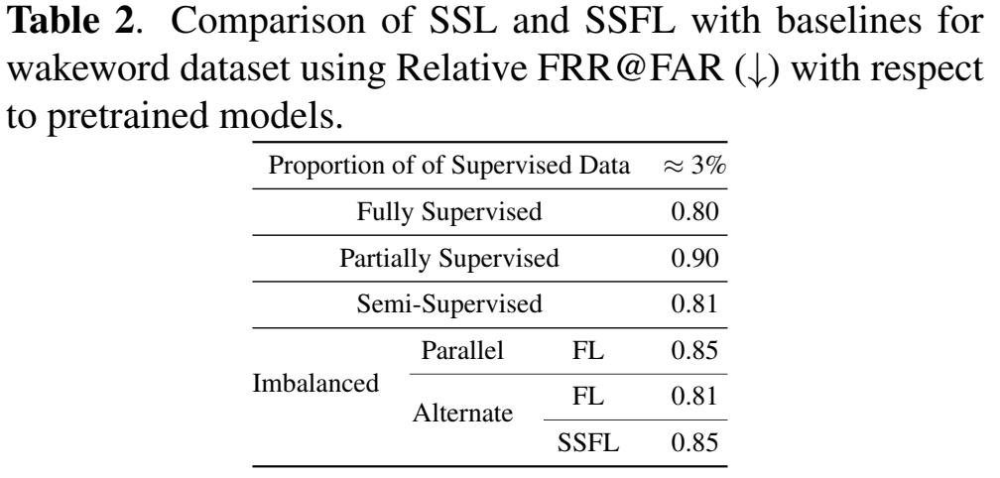 Table 2. Comparison of SSL and SSFL with baselines for
wakeword dataset using Relative FRR@FAR (↓) with respect
to pretrained models.
Proportion of of Supervised Data ≈ 3%
Fully Supervised 0.80
Partially Supervised 0.90
Semi-Supervised 0.81
Imbalanced Parallel FL 0.85
Alternate FL 0.81
SSFL 0.85